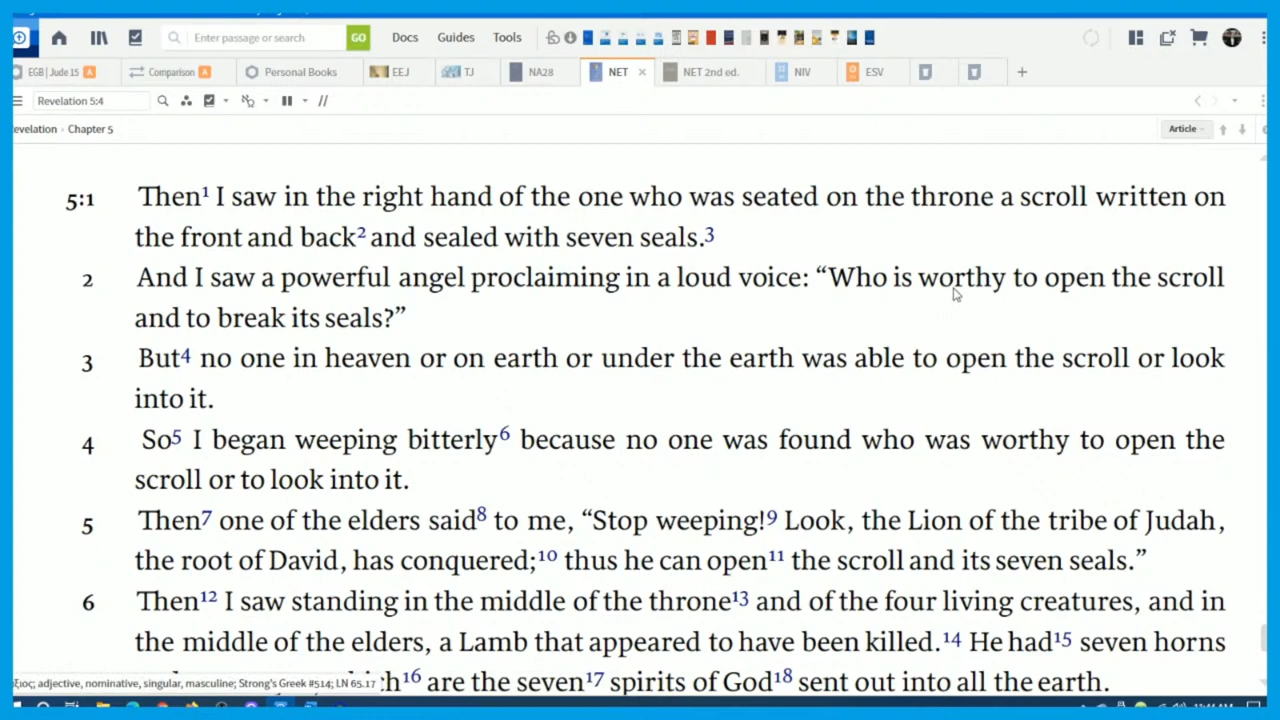 Enter passage or search GO Docs Guides Tools
EGB | Jude 15 A Comparison A Personal Books EEJ TJ NA28 NET × NET 2nd ed. NIV ESV +
Revelation 5:4 //
evelation › Chapter 5 Article
5:1 Then1 I saw in the right hand of the one who was seated on the throne a scroll written on
the front and back2 and sealed with seven seals.3
2 And I saw a powerful angel proclaiming in a loud voice: “Who is worthy to open the scroll
and to break its seals?”
3 But4 no one in heaven or on earth or under the earth was able to open the scroll or look
into it.
4 So5 I began weeping bitterly6 because no one was found who was worthy to open the
scroll or to look into it.
5 Then7 one of the elders said8 to me, “Stop weeping!9 Look, the Lion of the tribe of Judah,
the root of David, has conquered;10 thus he can open11 the scroll and its seven seals.”
6 Then12 I saw standing in the middle of the throne13 and of the four living creatures, and in
the middle of the elders, a Lamb that appeared to have been killed.14 He had15 seven horns
ch16 are the seven17 spirits of God18 sent out into all the earth.
ξιος; adjective, nominative, singular, masculine; Strong's Greek #514; LN 65.17